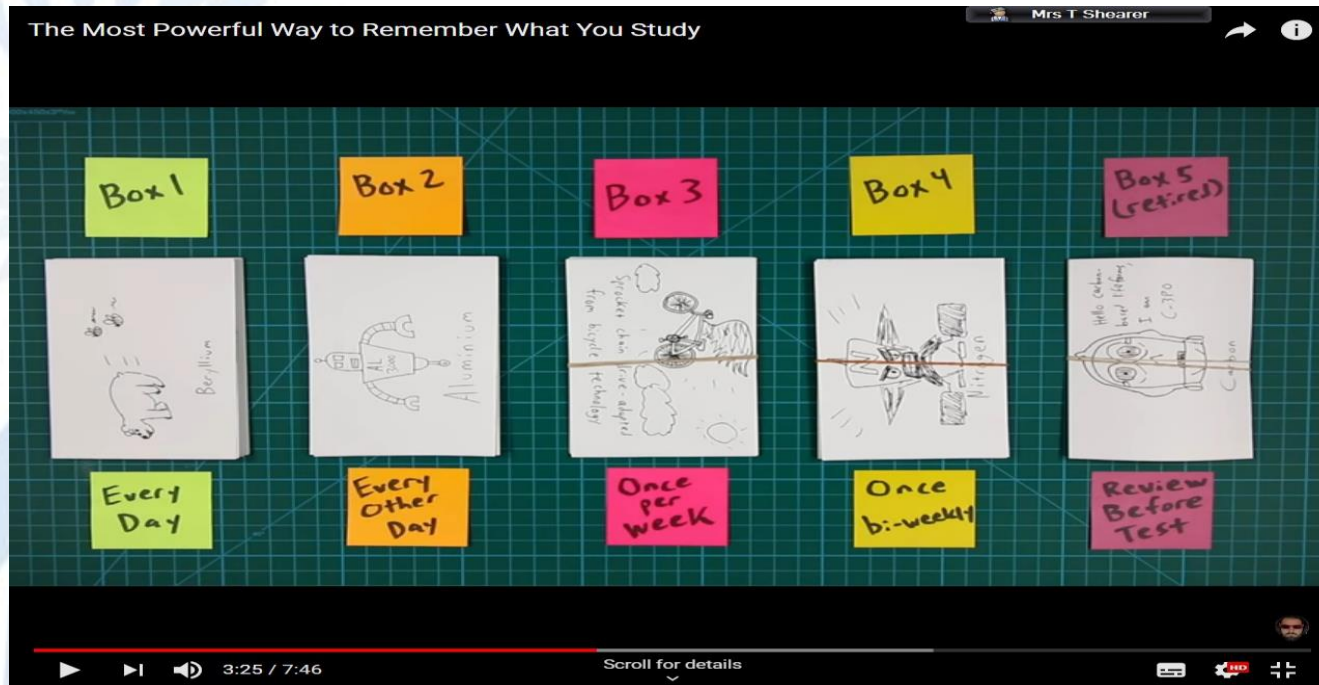 The Most Powerful Way to Remember What You Study
Mrs T Shearer
Box 1
Box 2
Box 3
Box 4
Box 5
(retired)
Beryllium
AL
3000
Aluminium
Sprocket chain drive-adapted
from bicycle technology
N
Nitrogen
Hello carbon-
based lifeform,
I am
C-3PO
Carbon
Every
Day
Every
Other
Day
Once
per
week
Once
bi-weekly
Review
Before
Test
3:25 / 7:46
Scroll for details
HD